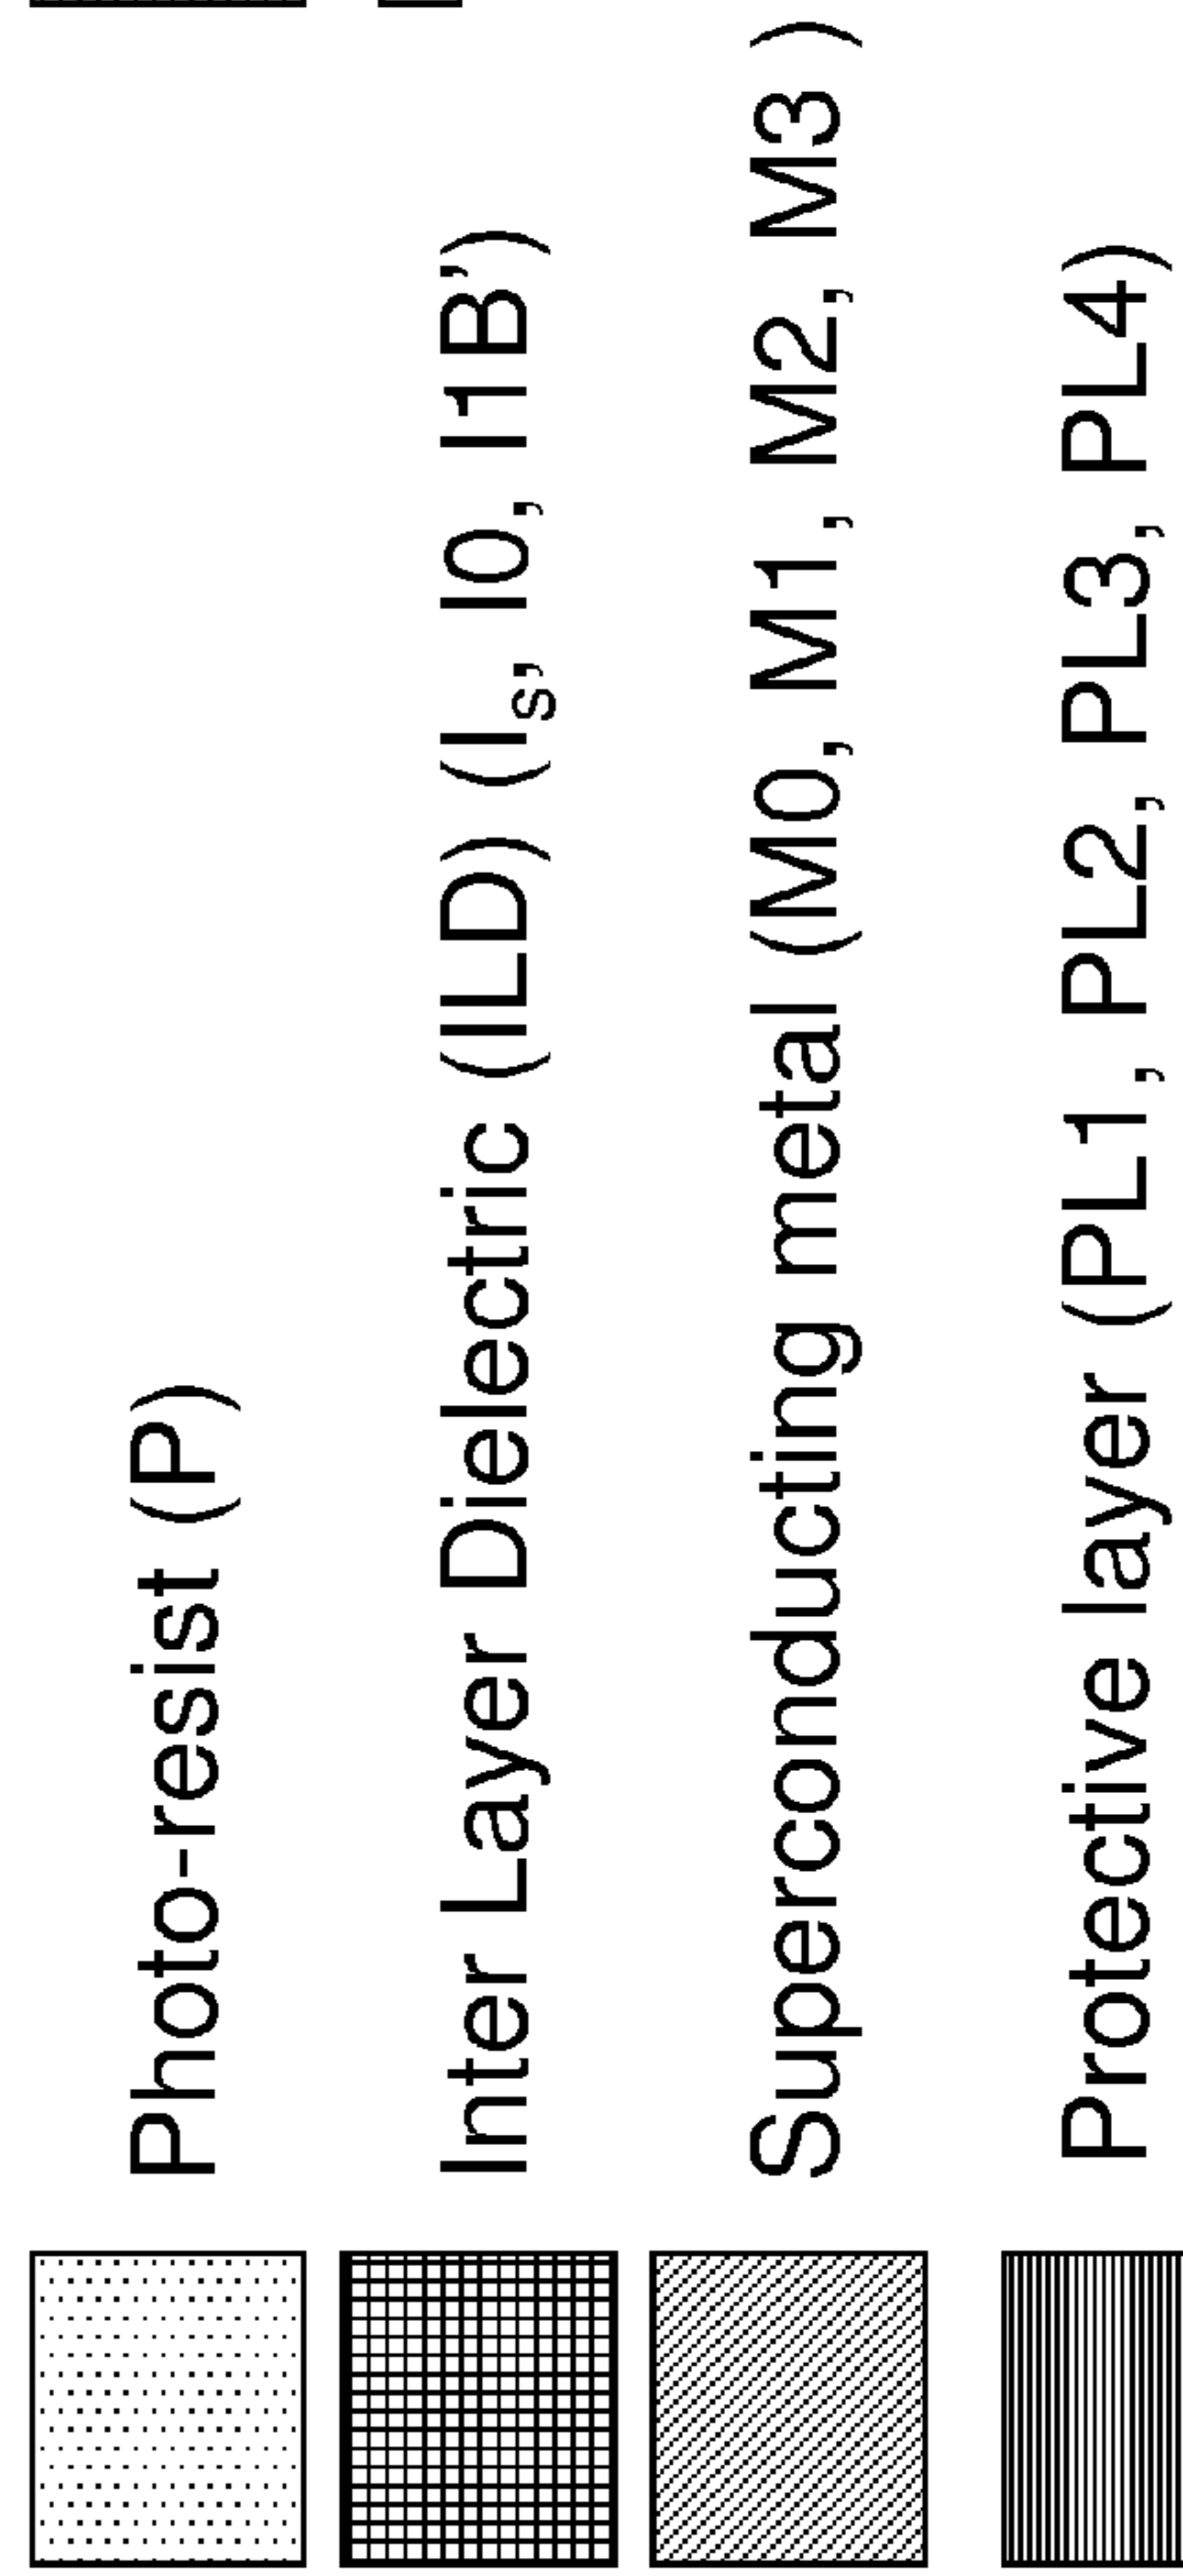 Photo-resist (P)
Inter Layer Dielectric (ILD) (Is, I0, I1B’)
Superconducting metal (M0, M1, M2, M3 )
Protective layer (PL1, PL2, PL3, PL4)